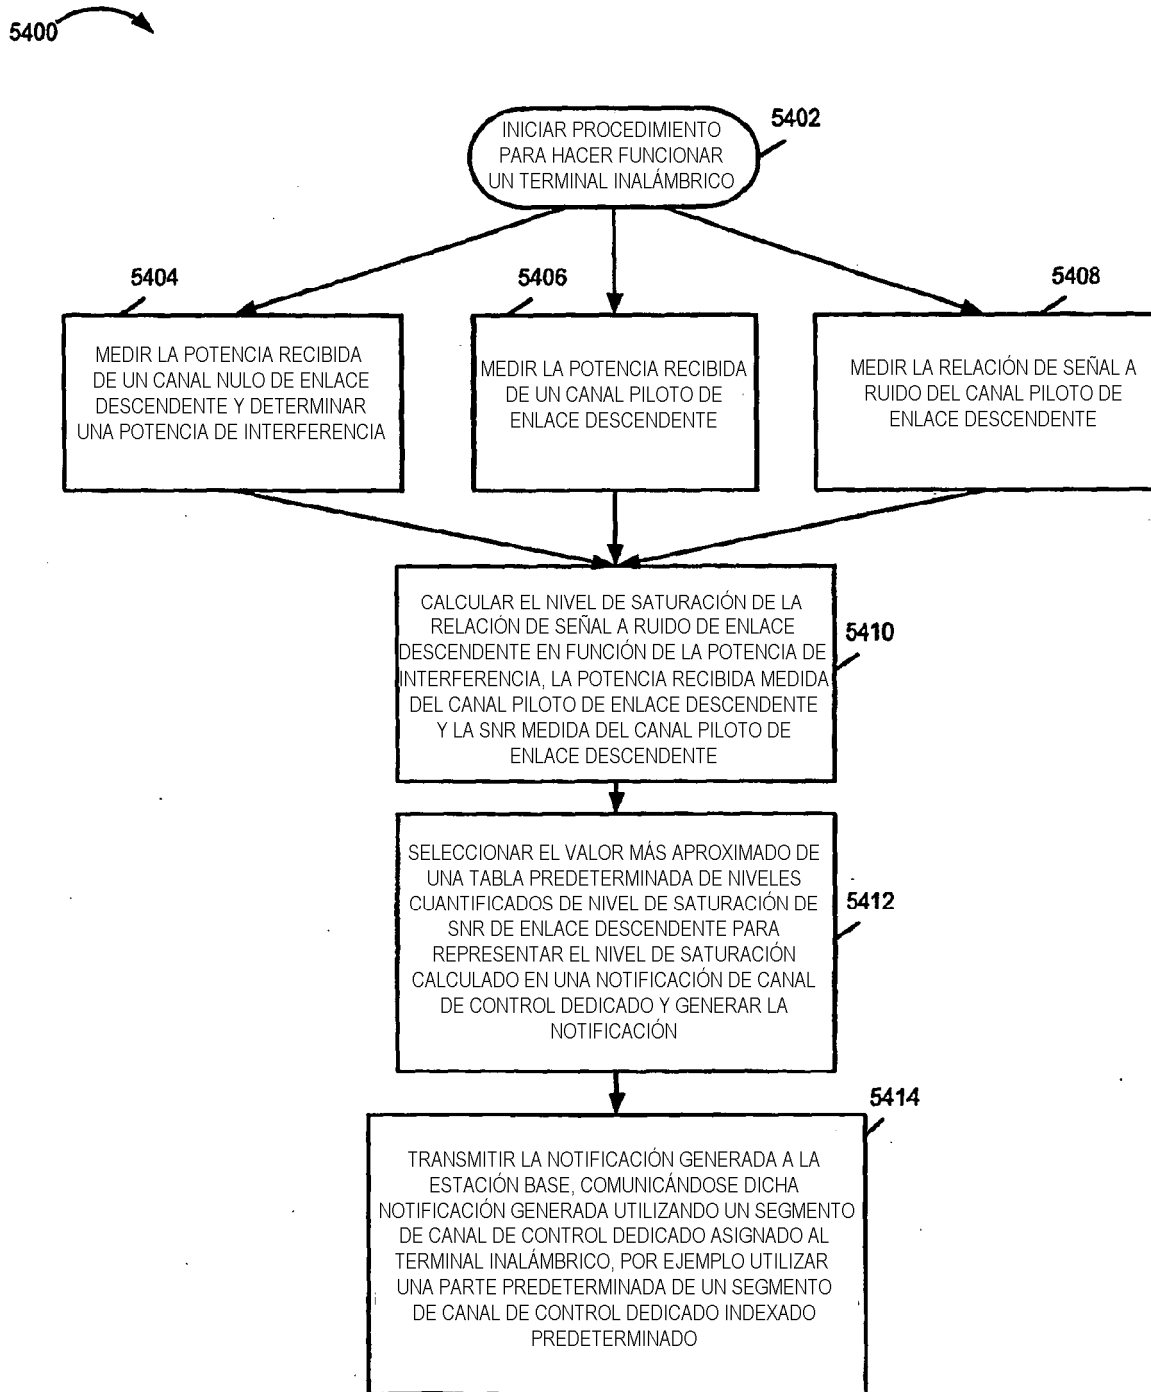 5400
5402
INICIAR PROCEDIMIENTO
PARA HACER FUNCIONAR
UN TERMINAL INALÁMBRICO
5404
5406
5408
MEDIR LA POTENCIA RECIBIDA
DE UN CANAL NULO DE ENLACE
DESCENDENTE Y DETERMINAR
UNA POTENCIA DE INTERFERENCIA
MEDIR LA POTENCIA RECIBIDA
DE UN CANAL PILOTO DE
ENLACE DESCENDENTE
MEDIR LA RELACIÓN DE SEÑAL A
RUIDO DEL CANAL PILOTO DE
ENLACE DESCENDENTE
5410
CALCULAR EL NIVEL DE SATURACIÓN DE LA
RELACIÓN DE SEÑAL A RUIDO DE ENLACE
DESCENDENTE EN FUNCIÓN DE LA POTENCIA DE
INTERFERENCIA, LA POTENCIA RECIBIDA MEDIDA
DEL CANAL PILOTO DE ENLACE DESCENDENTE
Y LA SNR MEDIDA DEL CANAL PILOTO DE
ENLACE DESCENDENTE
5412
SELECCIONAR EL VALOR MÁS APROXIMADO DE
UNA TABLA PREDETERMINADA DE NIVELES
CUANTIFICADOS DE NIVEL DE SATURACIÓN DE
SNR DE ENLACE DESCENDENTE PARA
REPRESENTAR EL NIVEL DE SATURACIÓN
CALCULADO EN UNA NOTIFICACIÓN DE CANAL
DE CONTROL DEDICADO Y GENERAR LA
NOTIFICACIÓN
5414
TRANSMITIR LA NOTIFICACIÓN GENERADA A LA
ESTACIÓN BASE, COMUNICÁNDOSE DICHA
NOTIFICACIÓN GENERADA UTILIZANDO UN SEGMENTO
DE CANAL DE CONTROL DEDICADO ASIGNADO AL
TERMINAL INALÁMBRICO, POR EJEMPLO UTILIZAR
UNA PARTE PREDETERMINADA DE UN SEGMENTO
DE CANAL DE CONTROL DEDICADO INDEXADO
PREDETERMINADO